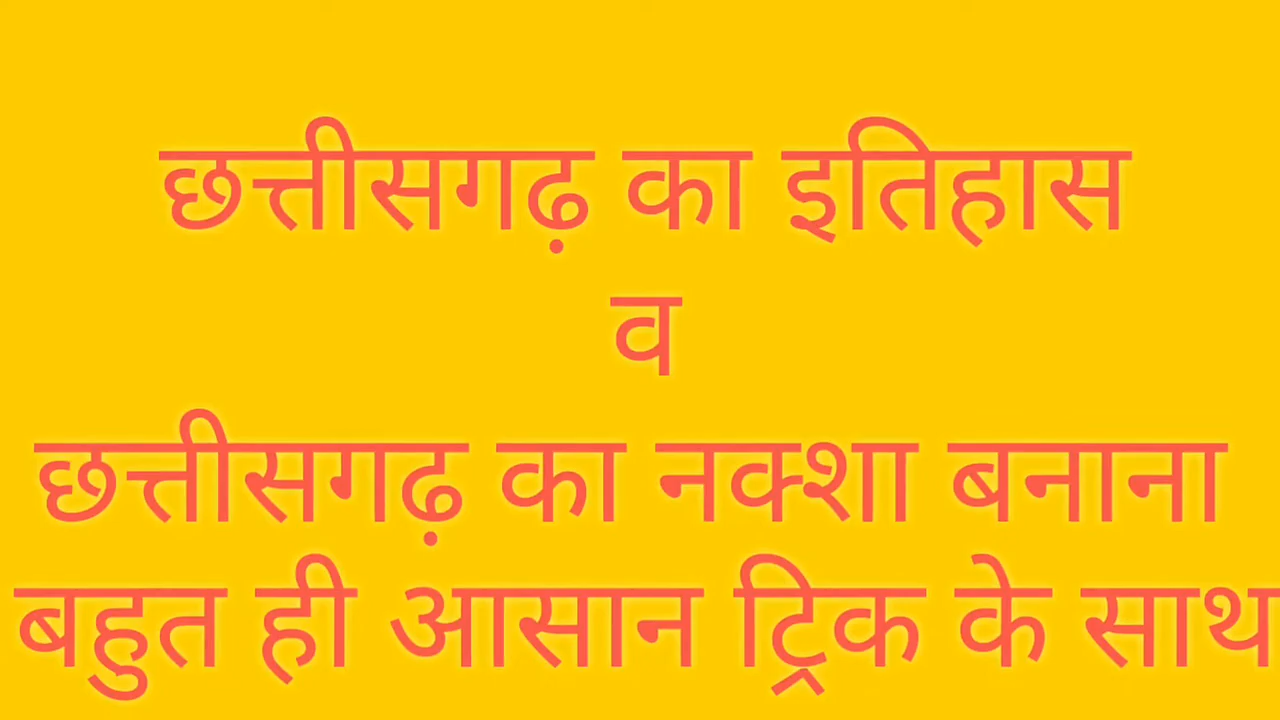 छत्तीसगढ़ का इतिहास
व
छत्तीसगढ़ का नक्शा बनाना
बहुत ही आसान ट्रिक के साथ